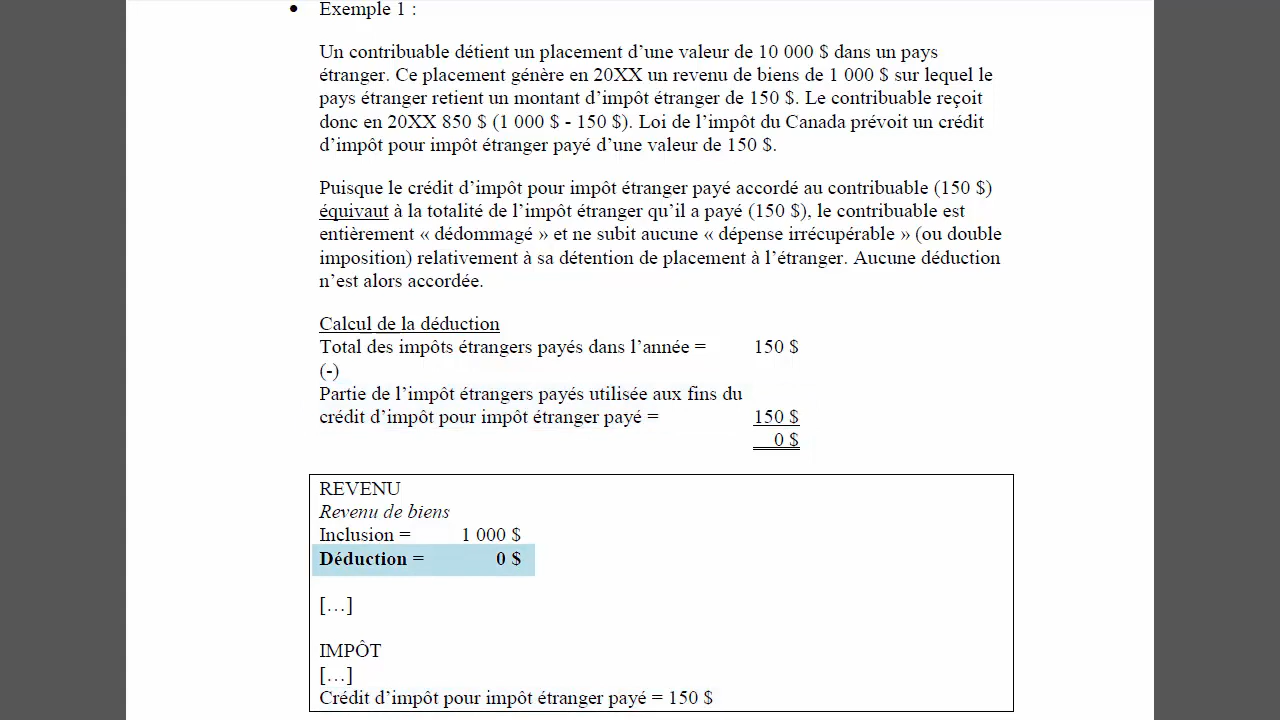 • Exemple 1 :
Un contribuable détient un placement d’une valeur de 10 000 $ dans un pays
étranger. Ce placement génère en 20XX un revenu de biens de 1 000 $ sur lequel le
pays étranger retient un montant d’impôt étranger de 150 $. Le contribuable reçoit
donc en 20XX 850 $ (1 000 $ - 150 $). Loi de l’impôt du Canada prévoit un crédit
d’impôt pour impôt étranger payé d’une valeur de 150 $.
Puisque le crédit d’impôt pour impôt étranger payé accordé au contribuable (150 $)
équivaut à la totalité de l’impôt étranger qu’il a payé (150 $), le contribuable est
entièrement « dédommagé » et ne subit aucune « dépense irrécupérable » (ou double
imposition) relativement à sa détention de placement à l’étranger. Aucune déduction
n’est alors accordée.
Calcul de la déduction
Total des impôts étrangers payés dans l’année = 150 $
(-)
Partie de l’impôt étrangers payés utilisée aux fins du
crédit d’impôt pour impôt étranger payé = 150 $
0 $
REVENU
Revenu de biens
Inclusion = 1 000 $
Déduction = 0 $
[…]
IMPÔT
[…]
Crédit d’impôt pour impôt étranger payé = 150 $